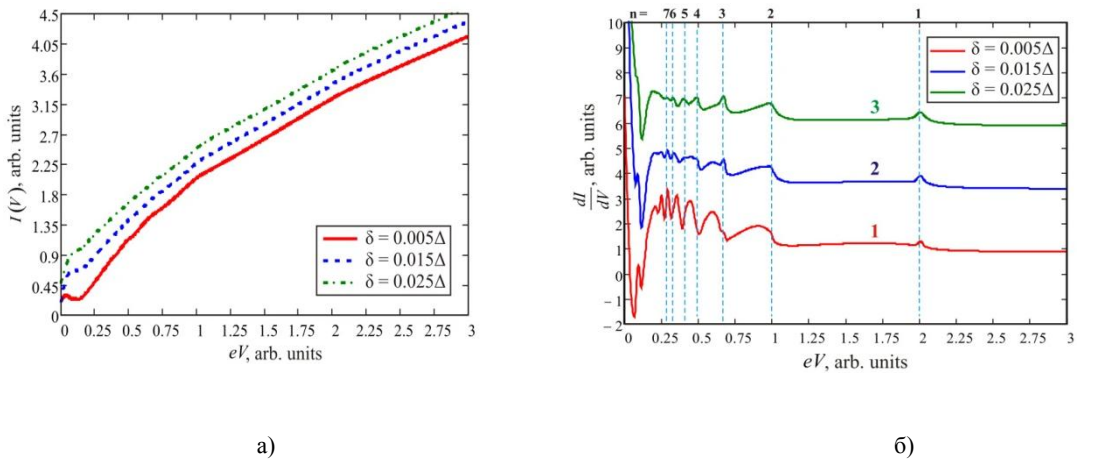 4.5
4.05
3.6
3.15
2.7
2.25
1.8
1.35
0.9
0.45
0
I(V), arb. units
0 0.25 0.5 0.75 1 1.25 1.5 1.75 2 2.25 2.5 2.75 3
eV, arb. units
δ = 0.005Δ
δ = 0.015Δ
δ = 0.025Δ
а)
n = 7 6 5 4 3 2 1
10
9
8
7
6
5
4
3
2
1
0
− 1
− 2
dI/dV, arb. units
δ = 0.005Δ
δ = 0.015Δ
δ = 0.025Δ
3
2
1
0 0.25 0.5 0.75 1 1.25 1.5 1.75 2 2.25 2.5 2.75 3
eV, arb. units
б)